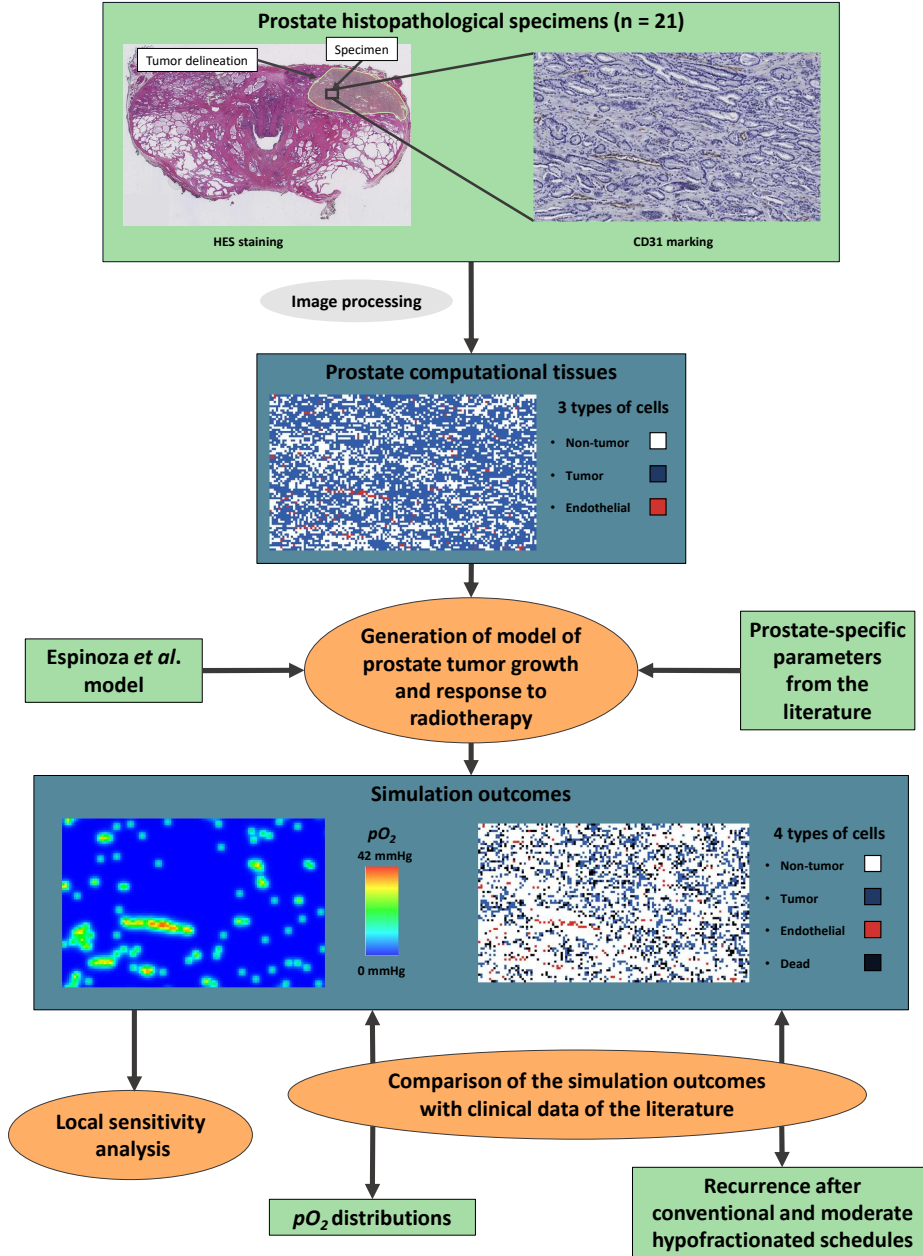 Prostate histopathological specimens (n = 21)
Specimen
Tumor delineation
HES staining
CD31 marking
Image processing
Prostate computational tissues
3 types of cells
• Non-tumor
• Tumor
• Endothelial
Espinoza et al.
model
Generation of model of
prostate tumor growth
and response to
radiotherapy
Prostate-specific
parameters
from the
literature
Simulation outcomes
pO2
42 mmHg
0 mmHg
4 types of cells
• Non-tumor
• Tumor
• Endothelial
• Dead
Local sensitivity
analysis
Comparison of the simulation outcomes
with clinical data of the literature
pO2 distributions
Recurrence after
conventional and moderate
hypofractionated schedules